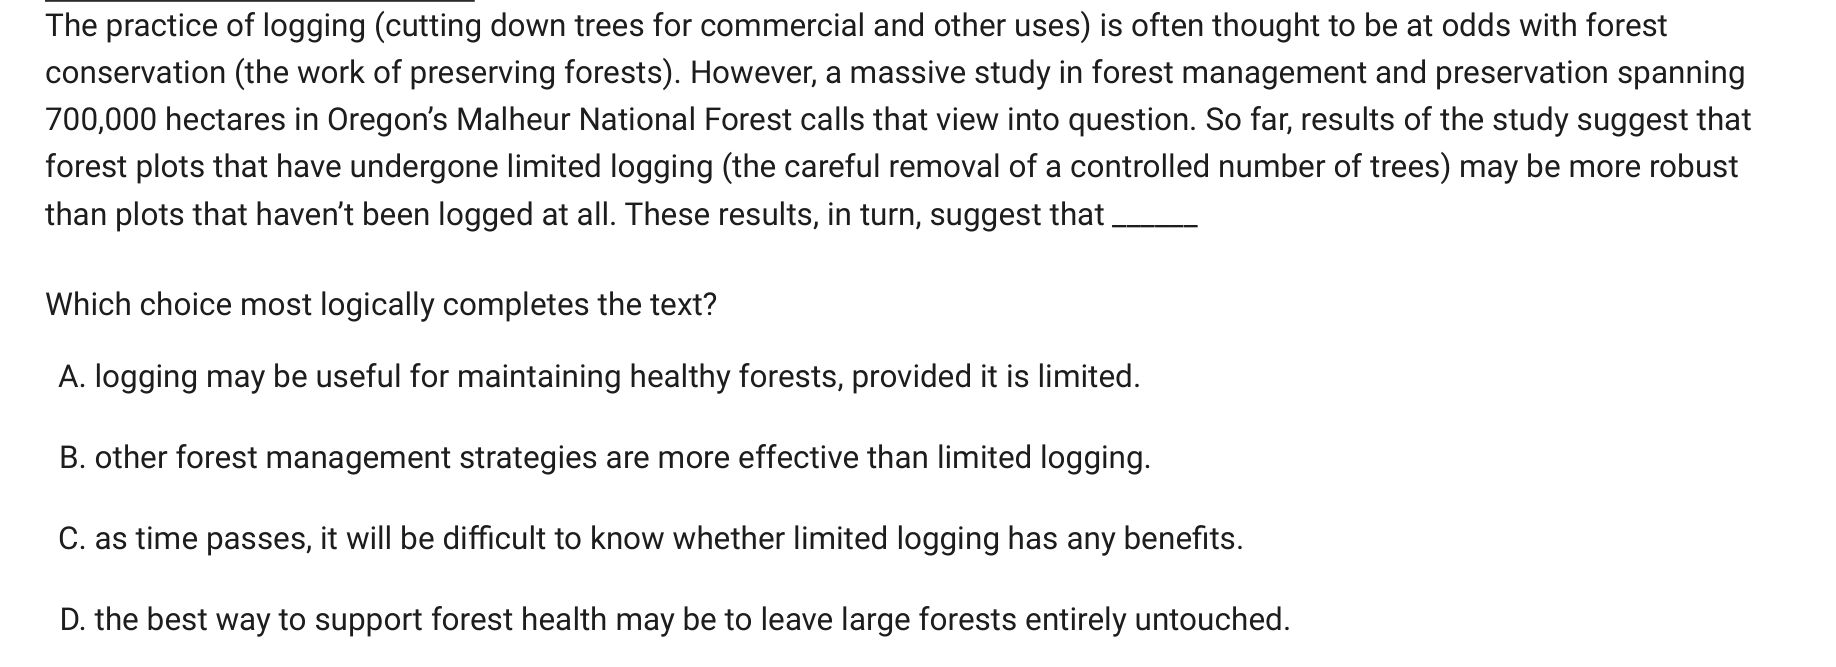 The practice of logging (cutting down trees for commercial and other uses) is often thought to be at odds with forest
conservation (the work of preserving forests). However, a massive study in forest management and preservation spanning
700,000 hectares in Oregon’s Malheur National Forest calls that view into question. So far, results of the study suggest that
forest plots that have undergone limited logging (the careful removal of a controlled number of trees) may be more robust
than plots that haven’t been logged at all. These results, in turn, suggest that ______
Which choice most logically completes the text?
A. logging may be useful for maintaining healthy forests, provided it is limited.
B. other forest management strategies are more effective than limited logging.
C. as time passes, it will be difficult to know whether limited logging has any benefits.
D. the best way to support forest health may be to leave large forests entirely untouched.